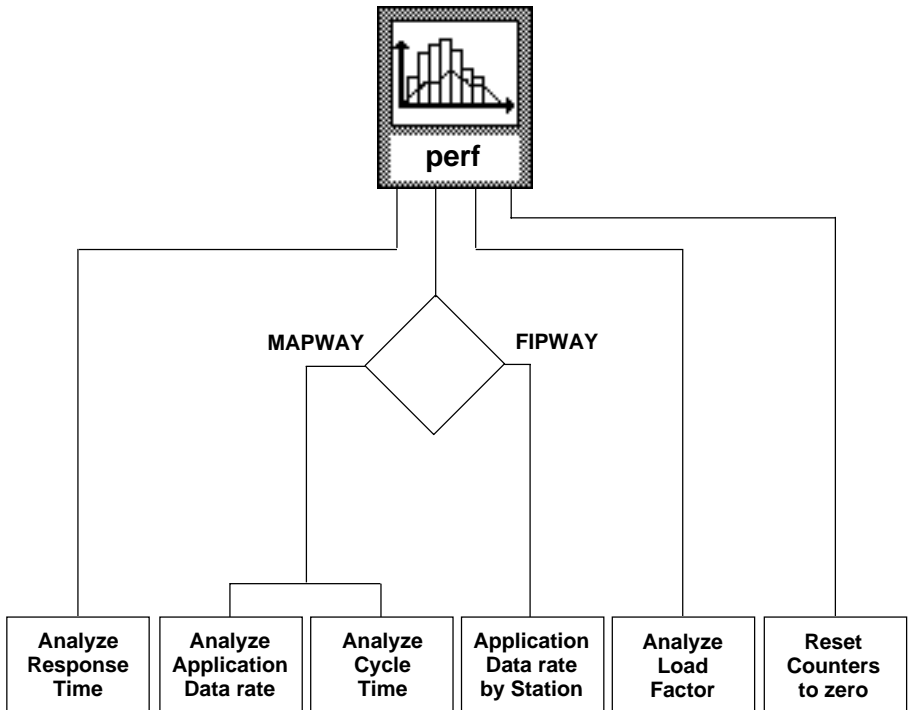 perf
MAPWAY
FIPWAY
Analyze
Response
Time
Analyze
Application
Data rate
Analyze
Cycle
Time
Application
Data rate
by Station
Analyze
Load
Factor
Reset
Counters
to zero